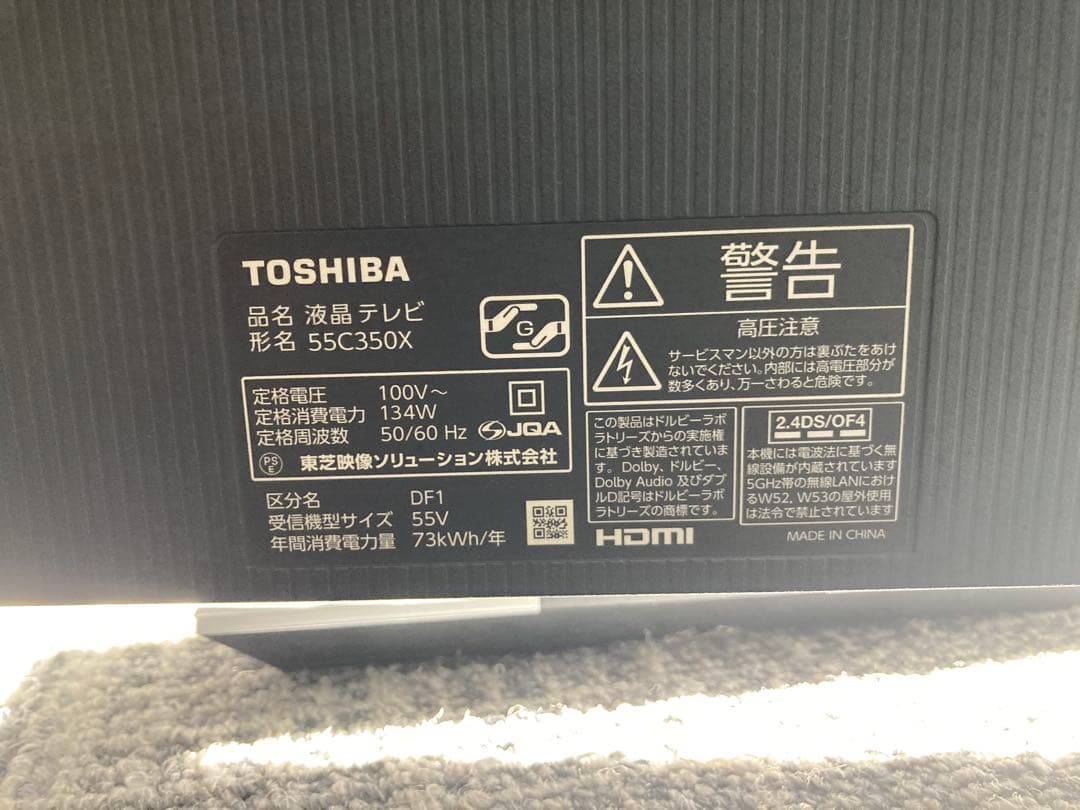 TOSHIBA
品名 液晶テレビ
形名 55C350X
G
定格電圧 100V～
定格消費電力 134W
定格周波数 50/60 Hz
JQA
PS
E
東芝映像ソリューション株式会社
区分名 DF1
受信機型サイズ 55V
年間消費電力量 73kWh/年
警告
高圧注意
サービスマン以外の方は裏ぶたをあけ
ないでください。内部には高電圧部分が
数多くあり、万一さわると危険です。
この製品はドルビーラボ
ラトリーズからの実施権
に基づき製造されていま
す。Dolby、ドルビー、
Dolby Audio 及びダブ
ルD記号はドルビーラボ
ラトリーズの商標です。
2.4DS/OF4
本機には電波法に基づく無
線設備が内蔵されています
5GHz帯の無線LANにおけ
るW52, W53の屋外使用
は法令で禁止されています
HDMI
MADE IN CHINA